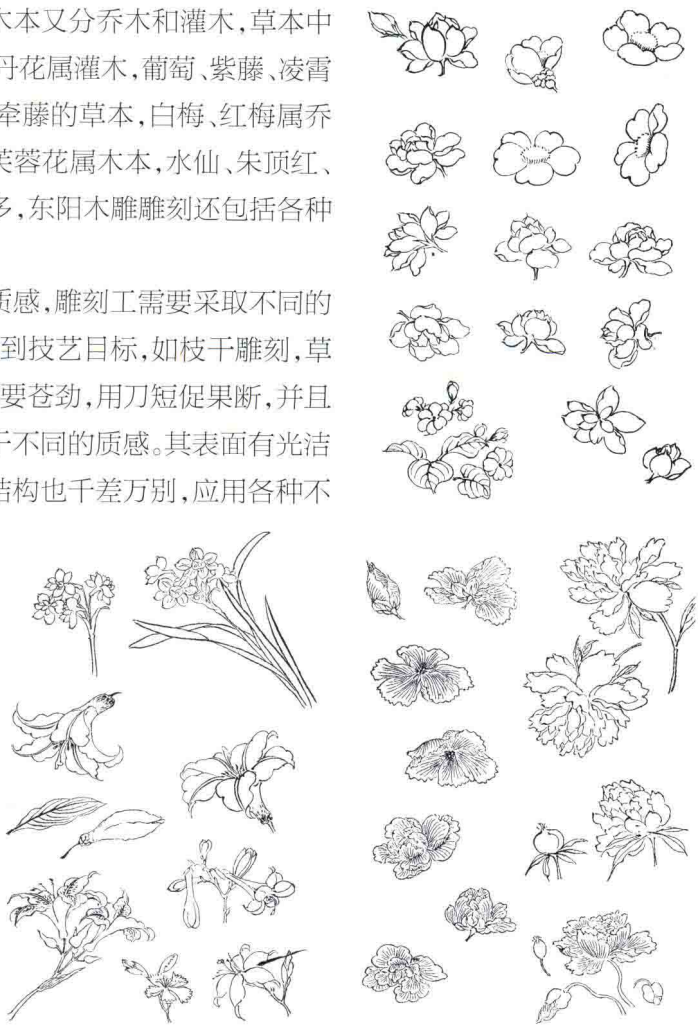 木本又分乔木和灌木，草本中
丹花属灌木，葡萄、紫藤、凌霄
牵藤的草本，白梅、红梅属乔
芙蓉花属木本，水仙、朱顶红、
多，东阳木雕雕刻还包括各种
质感，雕刻工需要采取不同的
到技艺目标，如枝干雕刻，草
要苍劲，用刀短促果断，并且
干不同的质感。其表面有光洁
结构也千差万别，应用各种不